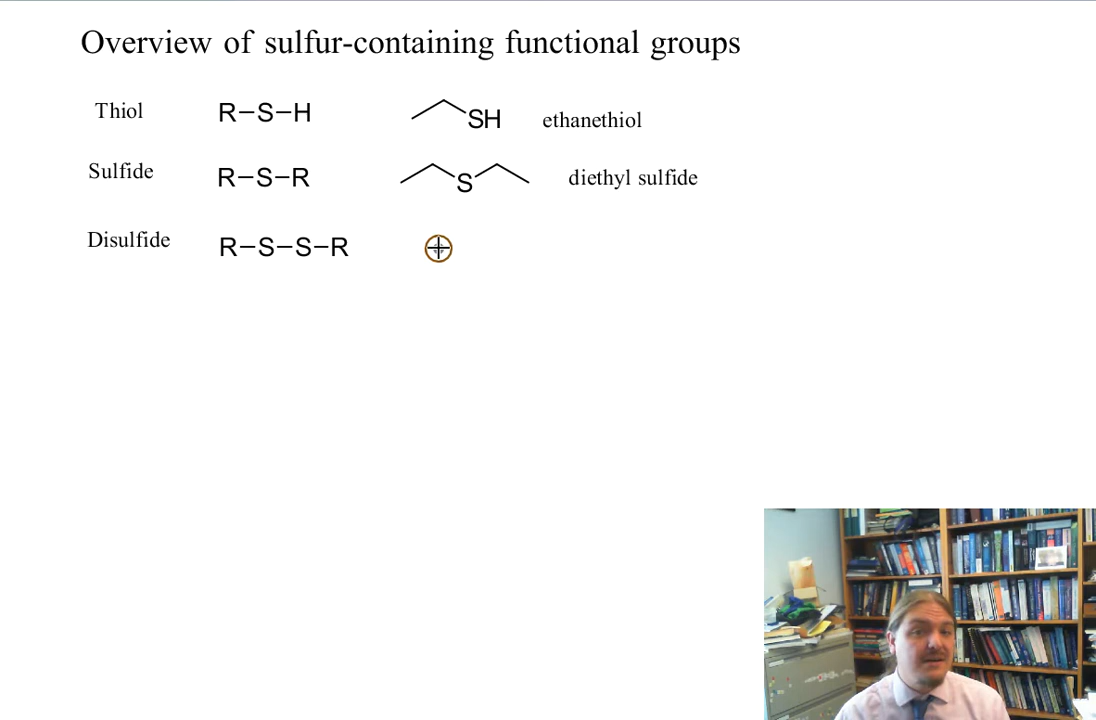 Overview of sulfur-containing functional groups
Thiol R-S-H SH ethanethiol
Sulfide R-S-R S diethyl sulfide
Disulfide R-S-S-R